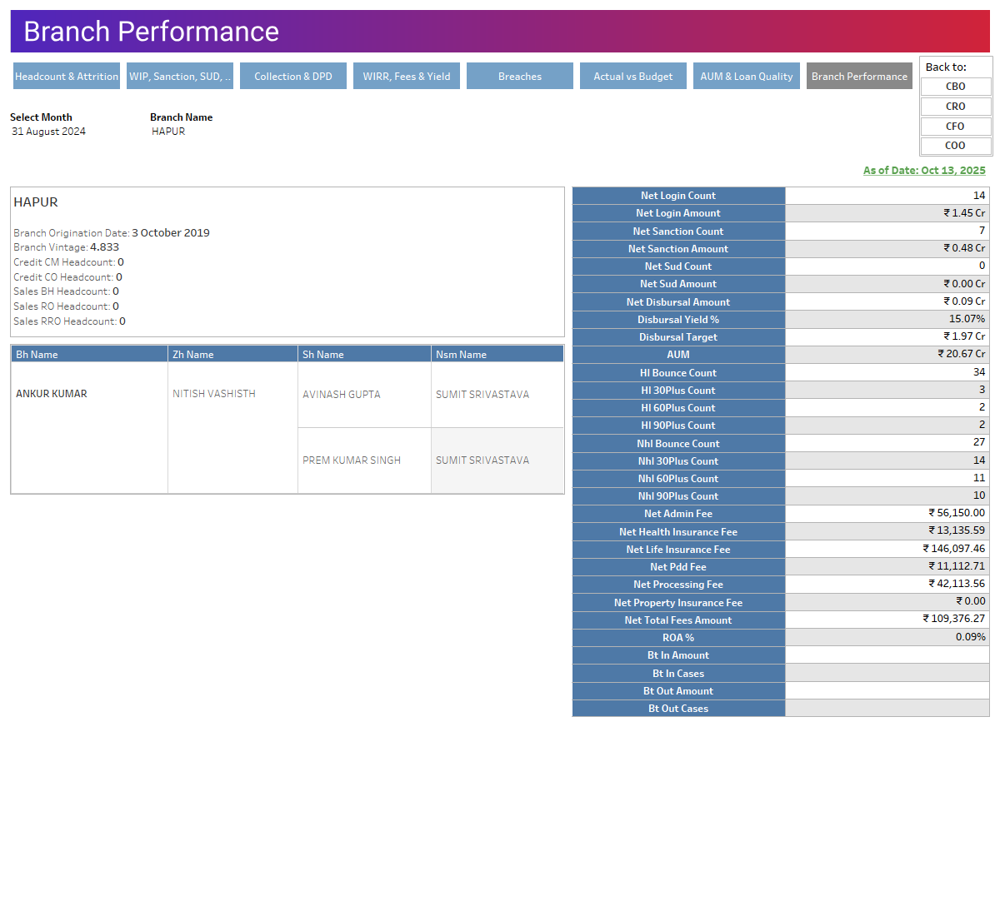 Branch Performance
Headcount & Attrition
WIP, Sanction, SUD, ..
Collection & DPD
WIRR, Fees & Yield
Breaches
Actual vs Budget
AUM & Loan Quality
Branch Performance
Back to:
CBO
CRO
CFO
COO
Select Month
31 August 2024
Branch Name
HAPUR
As of Date: Oct 13, 2025
HAPUR
Branch Origination Date: 3 October 2019
Branch Vintage: 4.833
Credit CM Headcount: 0
Credit CO Headcount: 0
Sales BH Headcount: 0
Sales RO Headcount: 0
Sales RRO Headcount: 0
Bh Name Zh Name Sh Name Nsm Name
ANKUR KUMAR NITISH VASHISTH AVINASH GUPTA SUMIT SRIVASTAVA
PREM KUMAR SINGH SUMIT SRIVASTAVA
Net Login Count 14
Net Login Amount ₹ 1.45 Cr
Net Sanction Count 7
Net Sanction Amount ₹ 0.48 Cr
Net Sud Count 0
Net Sud Amount ₹ 0.00 Cr
Net Disbursal Amount ₹ 0.09 Cr
Disbursal Yield % 15.07%
Disbursal Target ₹ 1.97 Cr
AUM ₹ 20.67 Cr
Hl Bounce Count 34
Hl 30Plus Count 3
Hl 60Plus Count 2
Hl 90Plus Count 2
Nhl Bounce Count 27
Nhl 30Plus Count 14
Nhl 60Plus Count 11
Nhl 90Plus Count 10
Net Admin Fee ₹ 56,150.00
Net Health Insurance Fee ₹ 13,135.59
Net Life Insurance Fee ₹ 146,097.46
Net Pdd Fee ₹ 11,112.71
Net Processing Fee ₹ 42,113.56
Net Property Insurance Fee ₹ 0.00
Net Total Fees Amount ₹ 109,376.27
ROA % 0.09%
Bt In Amount
Bt In Cases
Bt Out Amount
Bt Out Cases